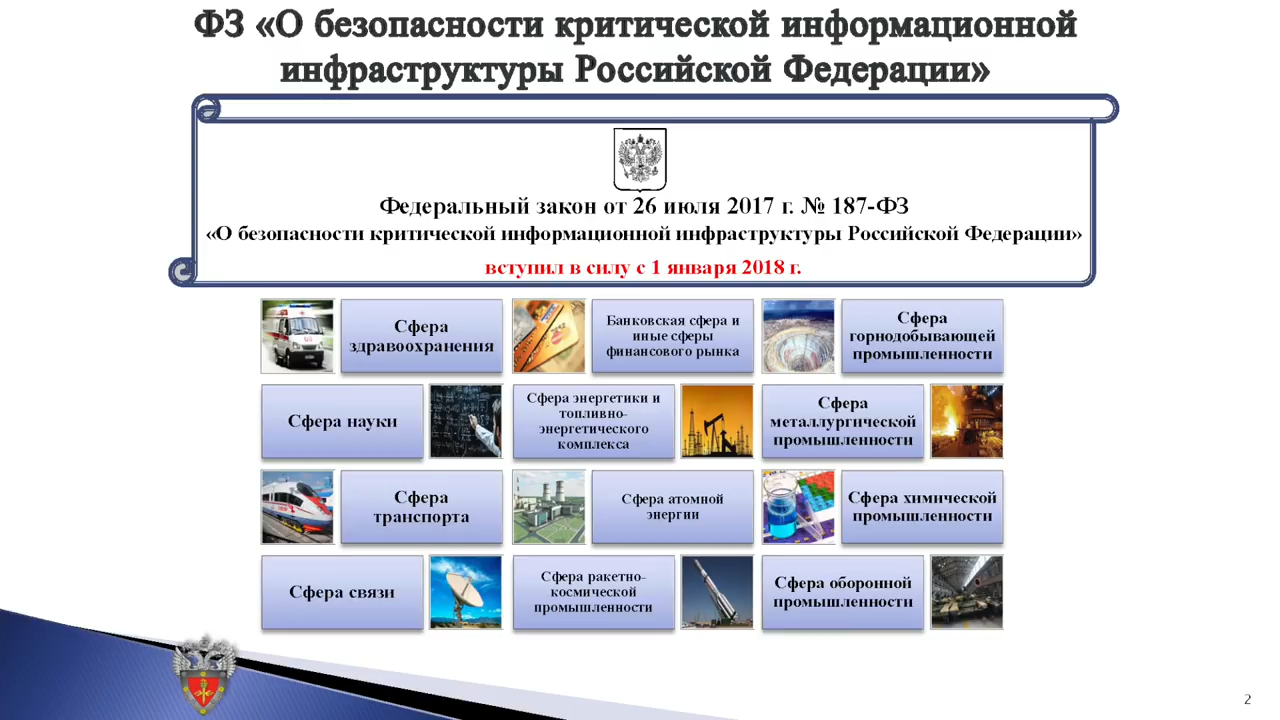 ФЗ «О безопасности критической информационной
инфраструктуры Российской Федерации»
Федеральный закон от 26 июля 2017 г. № 187-ФЗ
«О безопасности критической информационной инфраструктуры Российской Федерации»
вступил в силу с 1 января 2018 г.
Сфера
здравоохранения
Банковская сфера и
иные сферы
финансового рынка
Сфера
горнодобывающей
промышленности
Сфера науки
Сфера энергетики и
топливно-
энергетического
комплекса
Сфера
металлургической
промышленности
Сфера
транспорта
Сфера атомной
энергии
Сфера химической
промышленности
Сфера связи
Сфера ракетно-
космической
промышленности
Сфера оборонной
промышленности
2